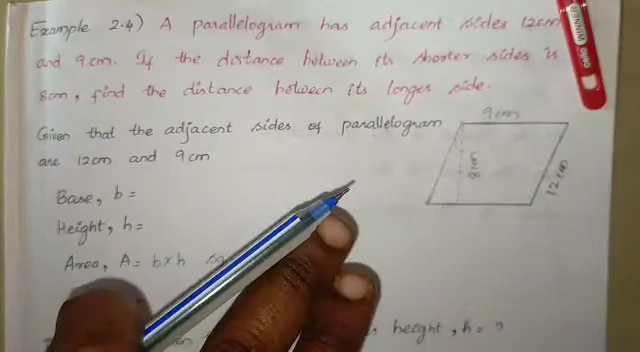 Example 2.4) A parallelogram has adjacent sides 12cm
and 9cm. If the distance between its shorter sides is
8cm, find the distance between its longer side.
Given that the adjacent sides of parallelogram
are 12cm and 9cm
9cm
8cm
12cm
Base, b =
Height, h =
Area, A = b×h sq
height, h = ?